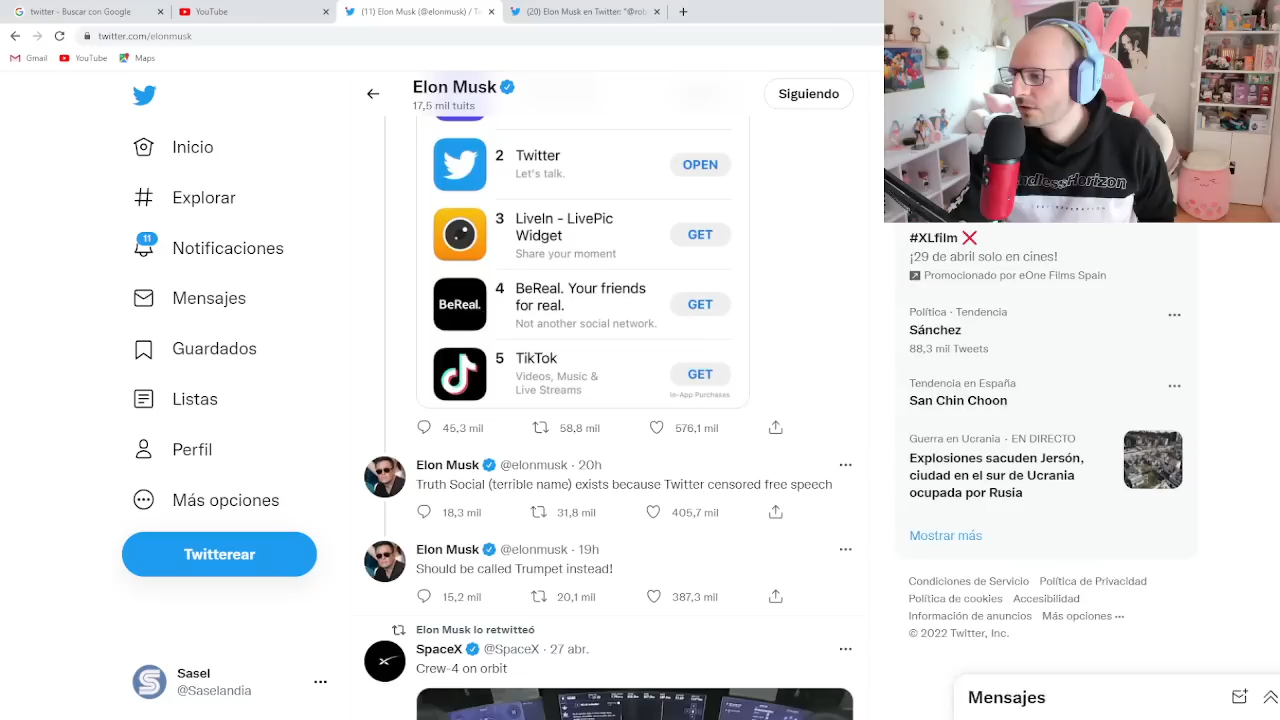 twitter - Buscar con Google
YouTube
(11) Elon Musk (@elonmusk) / Tw
(20) Elon Musk en Twitter: "@rob
twitter.com/elonmusk
Gmail
YouTube
Maps
Elon Musk
17,5 mil tuits
Siguiendo
Inicio
Explorar
11
Notificaciones
Mensajes
Guardados
Listas
Perfil
Más opciones
Twitterear
Sasel
@Saselandia
2
Twitter
Let's talk.
OPEN
3
LiveIn - LivePic
Widget
Share your moment
GET
BeReal.
4
BeReal. Your friends
for real.
Not another social network.
GET
5
TikTok
Videos, Music &
Live Streams
GET
In-App Purchases
45,3 mil
58,8 mil
576,1 mil
Elon Musk @elonmusk · 20h
Truth Social (terrible name) exists because Twitter censored free speech
18,3 mil
31,8 mil
405,7 mil
Elon Musk @elonmusk · 19h
Should be called Trumpet instead!
15,2 mil
20,1 mil
387,3 mil
Elon Musk lo retwitteó
SpaceX @SpaceX · 27 abr.
Crew-4 on orbit
#XLfilm
¡29 de abril solo en cines!
Promocionado por eOne Films Spain
Política · Tendencia
Sánchez
88,3 mil Tweets
Tendencia en España
San Chin Choon
Guerra en Ucrania · EN DIRECTO
Explosiones sacuden Jersón,
ciudad en el sur de Ucrania
ocupada por Rusia
Mostrar más
Condiciones de Servicio Política de Privacidad
Política de cookies Accesibilidad
Información de anuncios Más opciones ···
© 2022 Twitter, Inc.
Mensajes